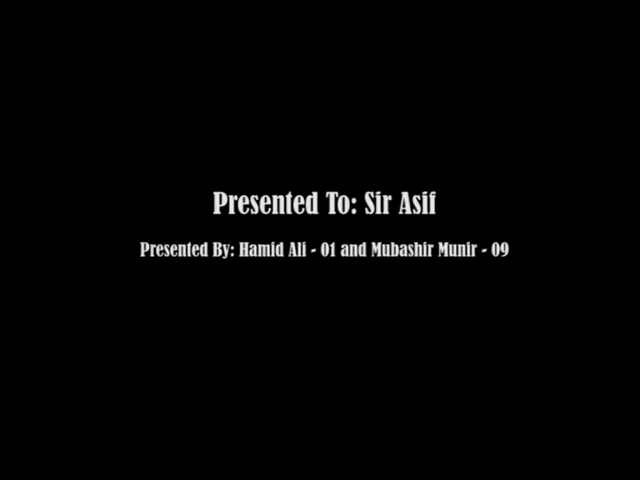 Presented To: Sir Asif
Presented By: Hamid Ali - 01 and Mubashir Munir - 09